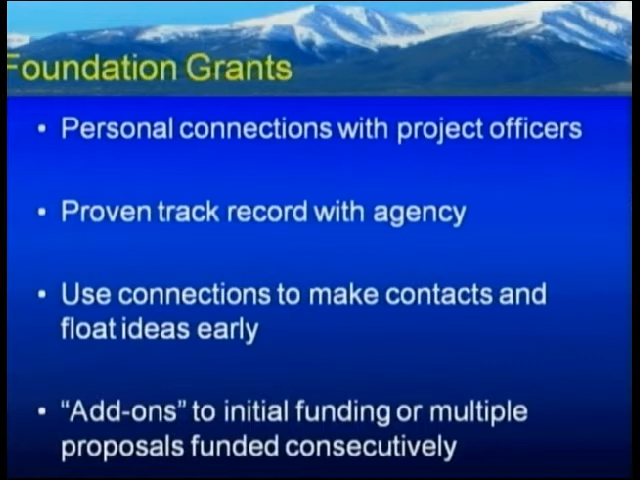 Foundation Grants
• Personal connections with project officers
• Proven track record with agency
• Use connections to make contacts and
float ideas early
• “Add-ons” to initial funding or multiple
proposals funded consecutively